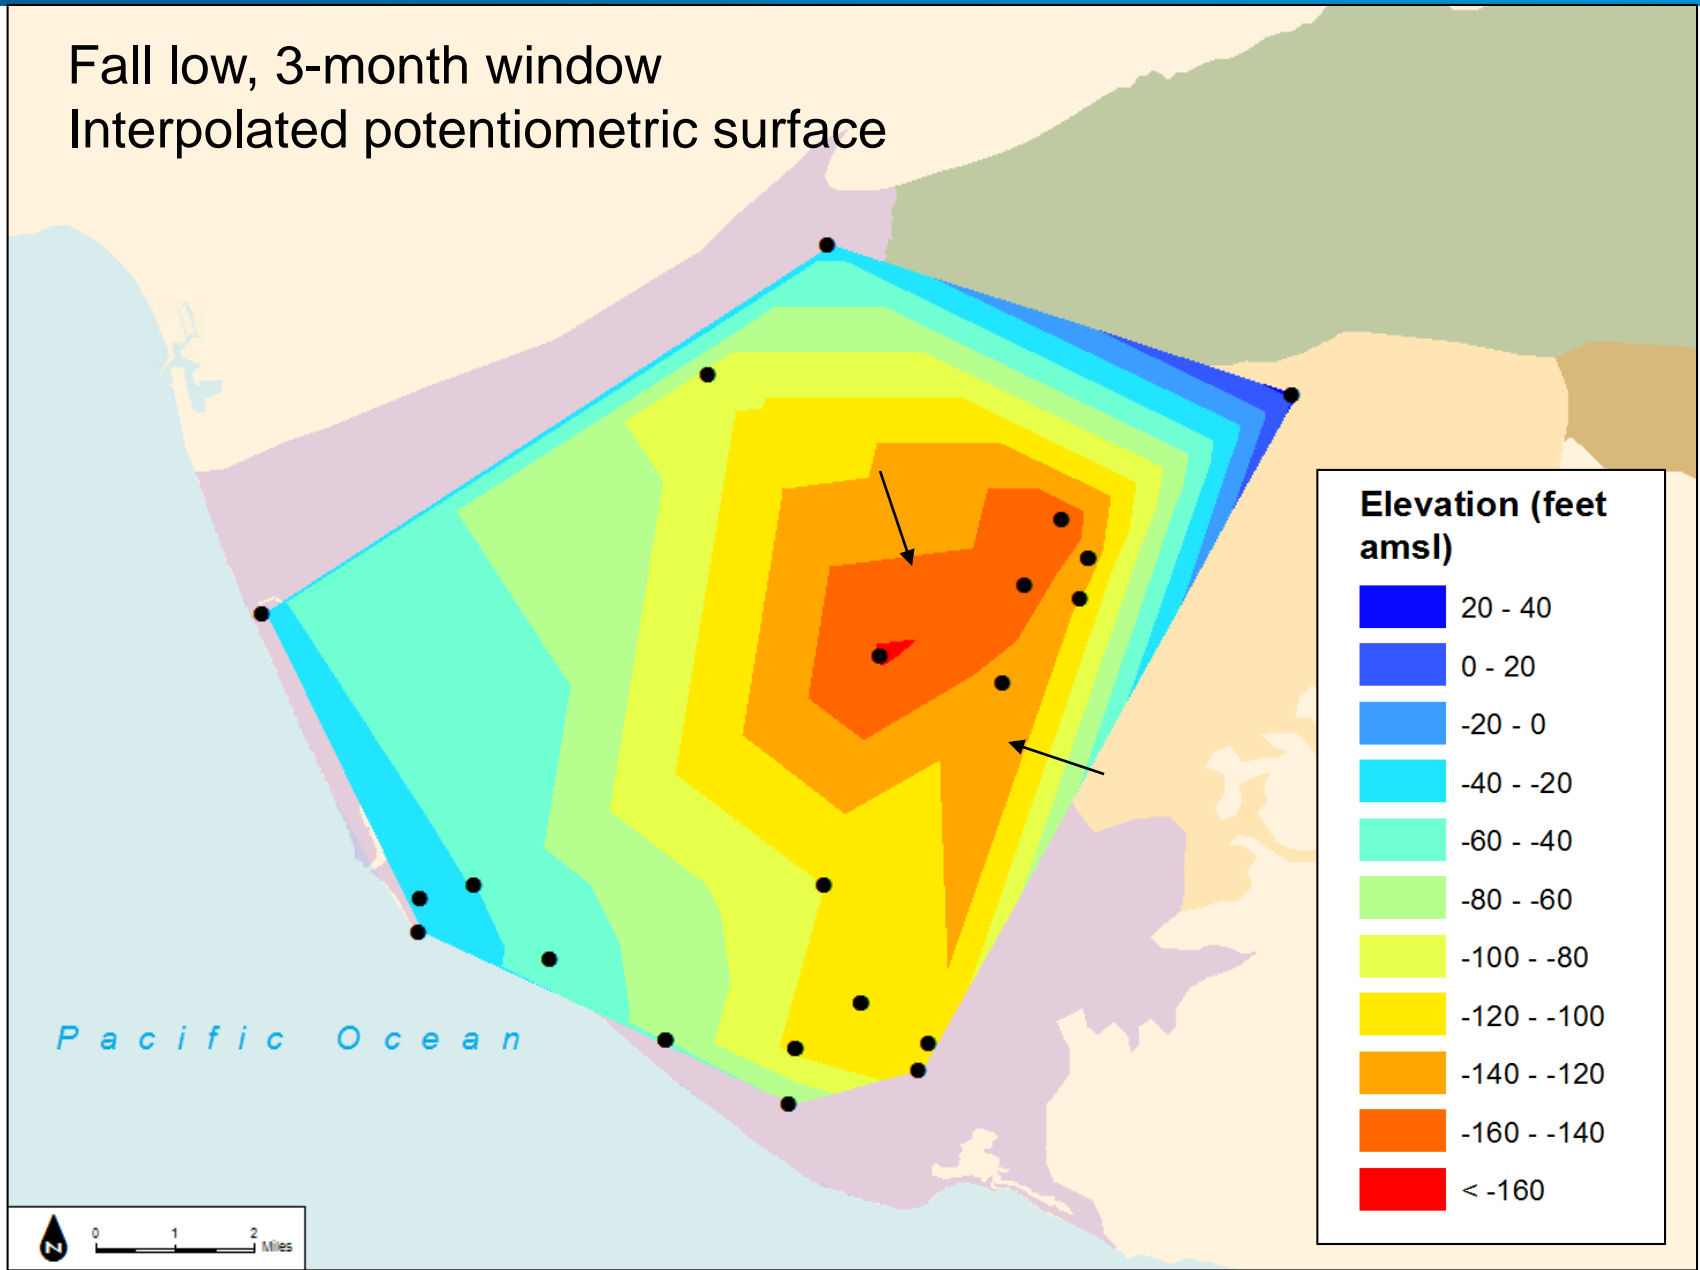 Fall low, 3-month window
Interpolated potentiometric surface
Elevation (feet
amsl)
20 - 40
0 - 20
-20 - 0
-40 - -20
-60 - -40
-80 - -60
-100 - -80
-120 - -100
-140 - -120
-160 - -140
< -160
Pacific Ocean
N
0 1 2
Miles